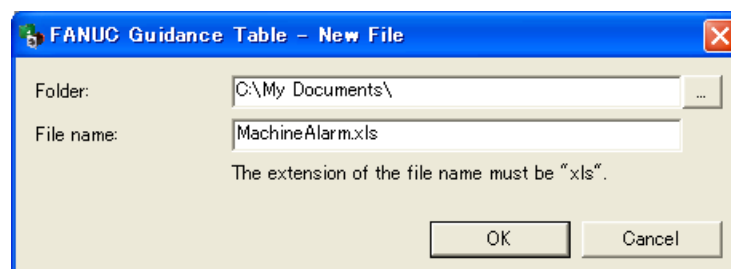 FANUC Guidance Table - New File
Folder:
C:\My Documents\
...
File name:
MachineAlarm.xls
The extension of the file name must be "xls".
OK
Cancel